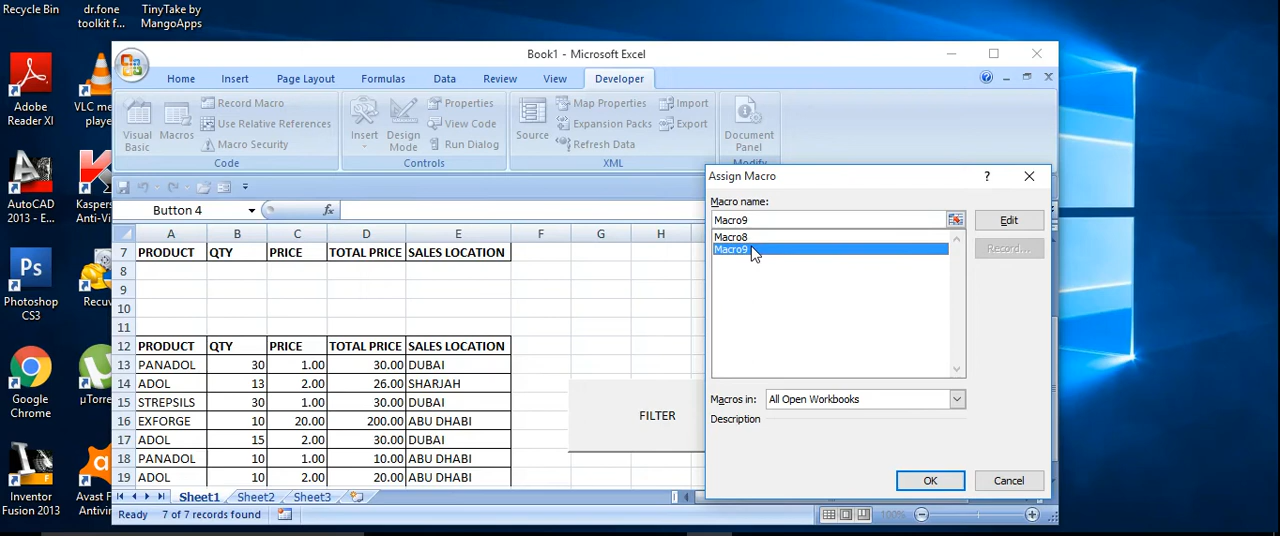 Recycle Bin
dr.fone toolkit f...
TinyTake by MangoApps
Adobe Reader XI
VLC me playe
AutoCAD 2013 - E...
Kaspers Anti-Vi
Photoshop CS3
Recuv
Google Chrome
µTorre
Inventor Fusion 2013
Avast F Antivir
Book1 - Microsoft Excel
Home Insert Page Layout Formulas Data Review View Developer
Visual Basic
Macros
Record Macro
Use Relative References
Macro Security
Code
Insert
Design Mode
Properties
View Code
Run Dialog
Controls
Source
Map Properties
Expansion Packs
Refresh Data
Import
Export
XML
Document Panel
Modify
Button 4
fx
A B C D E F G H
7 PRODUCT QTY PRICE TOTAL PRICE SALES LOCATION
8
9
10
11
12 PRODUCT QTY PRICE TOTAL PRICE SALES LOCATION
13 PANADOL 30 1.00 30.00 DUBAI
14 ADOL 13 2.00 26.00 SHARJAH
15 STREPSILS 30 1.00 30.00 DUBAI
16 EXFORGE 10 20.00 200.00 ABU DHABI
17 ADOL 15 2.00 30.00 DUBAI
18 PANADOL 10 1.00 10.00 ABU DHABI
19 ADOL 10 2.00 20.00 ABU DHABI
FILTER
Sheet1 Sheet2 Sheet3
Ready 7 of 7 records found
100%
Assign Macro
?
Macro name:
Macro9
Edit
Macro8
Macro9
Record...
Macros in: All Open Workbooks
Description
OK
Cancel